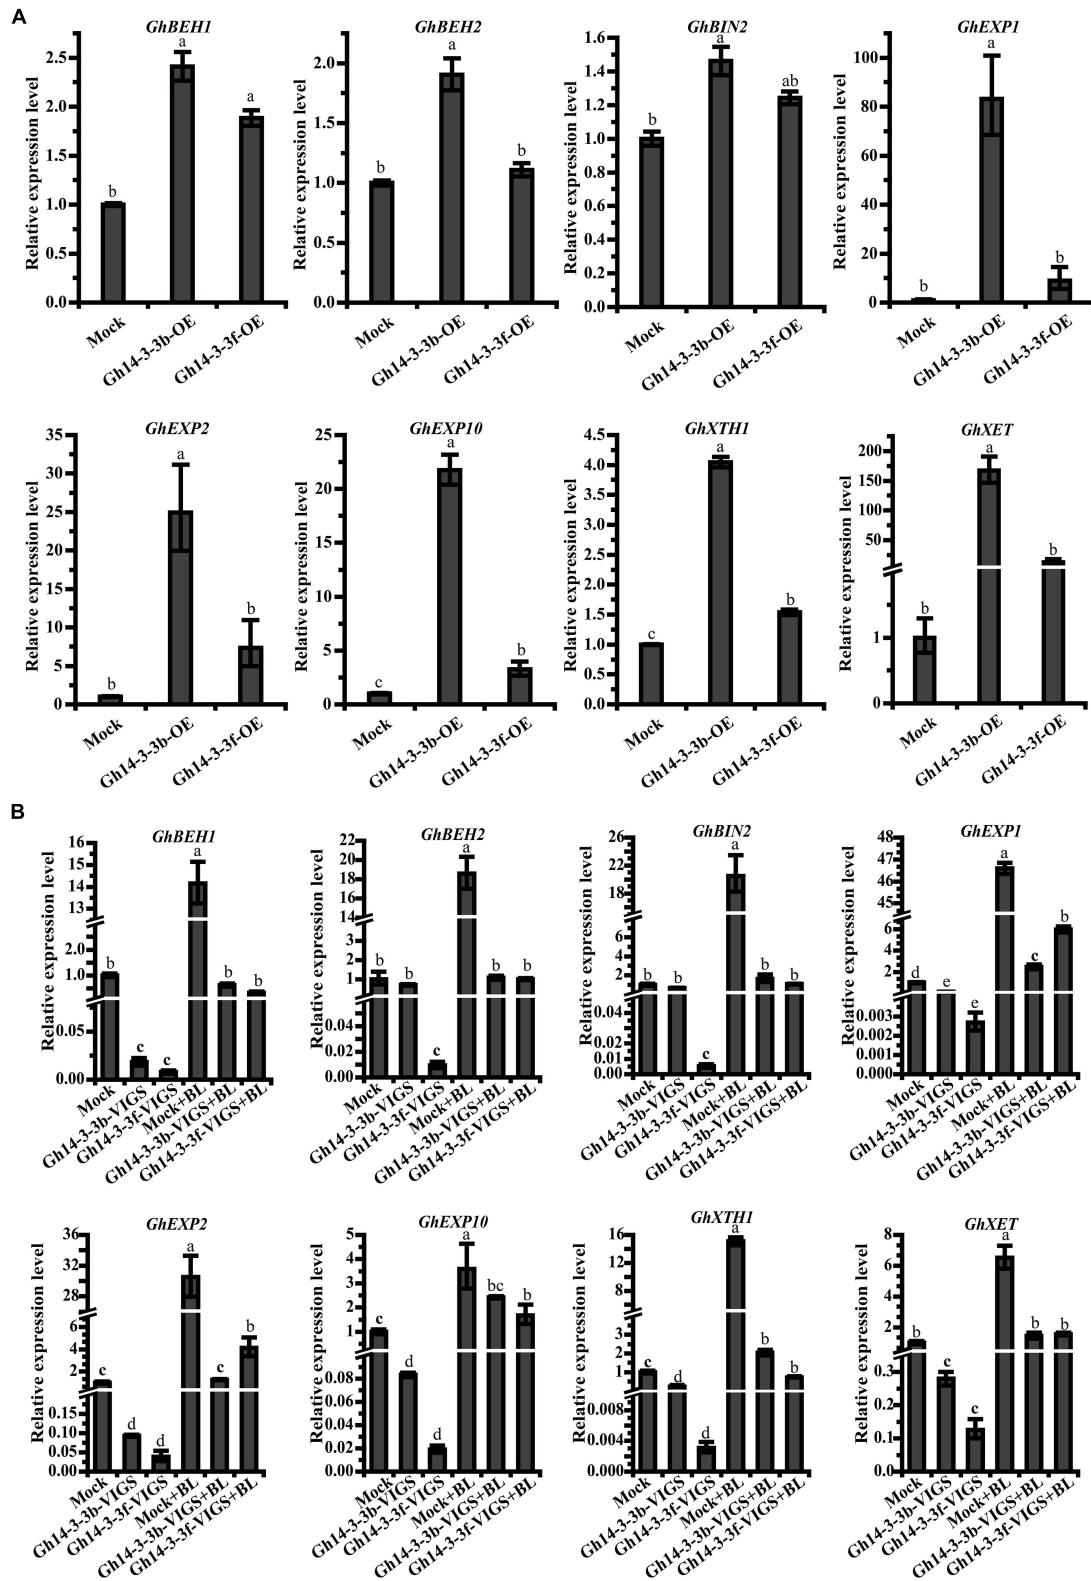 A
GhBEH1
Relative expression level
2.5
2.0
1.5
1.0
0.5
0.0
b
a
a
Mock
Gh14-3-3b-OE
Gh14-3-3f-OE
GhBEH2
Relative expression level
2.0
1.5
1.0
0.5
0.0
b
a
b
Mock
Gh14-3-3b-OE
Gh14-3-3f-OE
GhBIN2
Relative expression level
1.6
1.4
1.2
1.0
0.8
0.6
0.4
0.2
0.0
b
a
ab
Mock
Gh14-3-3b-OE
Gh14-3-3f-OE
GhEXP1
Relative expression level
100
80
60
40
20
0
b
a
b
Mock
Gh14-3-3b-OE
Gh14-3-3f-OE
GhEXP2
Relative expression level
35
30
25
20
15
10
5
0
b
a
b
Mock
Gh14-3-3b-OE
Gh14-3-3f-OE
GhEXP10
Relative expression level
25
20
15
10
5
0
c
a
b
Mock
Gh14-3-3b-OE
Gh14-3-3f-OE
GhXTH1
Relative expression level
4.5
4.0
3.5
3.0
2.5
2.0
1.5
1.0
0.5
0.0
c
a
b
Mock
Gh14-3-3b-OE
Gh14-3-3f-OE
GhXET
Relative expression level
200
150
100
50
1
0
b
a
b
Mock
Gh14-3-3b-OE
Gh14-3-3f-OE
B
GhBEH1
Relative expression level
16
15
14
13
2.0
1.0
0.05
0.00
b
c
c
a
b
b
Mock
Gh14-3-3b-VIGS
Gh14-3-3f-VIGS
Mock+BL
Gh14-3-3b-VIGS+BL
Gh14-3-3f-VIGS+BL
GhBEH2
Relative expression level
22
20
18
16
14
3
2
1
0.04
0.02
0.00
b
b
c
a
b
b
Mock
Gh14-3-3b-VIGS
Gh14-3-3f-VIGS
Mock+BL
Gh14-3-3b-VIGS+BL
Gh14-3-3f-VIGS+BL
GhBIN2
Relative expression level
26
22
18
6
4
2
0.04
0.02
0.01
0.00
b
b
c
a
b
b
Mock
Gh14-3-3b-VIGS
Gh14-3-3f-VIGS
Mock+BL
Gh14-3-3b-VIGS+BL
Gh14-3-3f-VIGS+BL
GhEXP1
Relative expression level
48
47
46
45
6
4
2
0.003
0.002
0.001
0.000
d
e
e
a
c
b
Mock
Gh14-3-3b-VIGS
Gh14-3-3f-VIGS
Mock+BL
Gh14-3-3b-VIGS+BL
Gh14-3-3f-VIGS+BL
GhEXP2
Relative expression level
36
32
30
28
6
4
2
0.15
0.10
0.05
0.00
c
d
d
a
c
b
Mock
Gh14-3-3b-VIGS
Gh14-3-3f-VIGS
Mock+BL
Gh14-3-3b-VIGS+BL
Gh14-3-3f-VIGS+BL
GhEXP10
Relative expression level
5
4
3
2
1
0.08
0.06
0.04
0.02
0.00
c
d
d
a
bc
b
Mock
Gh14-3-3b-VIGS
Gh14-3-3f-VIGS
Mock+BL
Gh14-3-3b-VIGS+BL
Gh14-3-3f-VIGS+BL
GhXTH1
Relative expression level
16
14
12
10
8
3
2
1
0.008
0.004
0.000
c
d
d
a
b
b
Mock
Gh14-3-3b-VIGS
Gh14-3-3f-VIGS
Mock+BL
Gh14-3-3b-VIGS+BL
Gh14-3-3f-VIGS+BL
GhXET
Relative expression level
8
6
4
2
0.3
0.2
0.1
0.0
b
c
c
a
b
b
Mock
Gh14-3-3b-VIGS
Gh14-3-3f-VIGS
Mock+BL
Gh14-3-3b-VIGS+BL
Gh14-3-3f-VIGS+BL